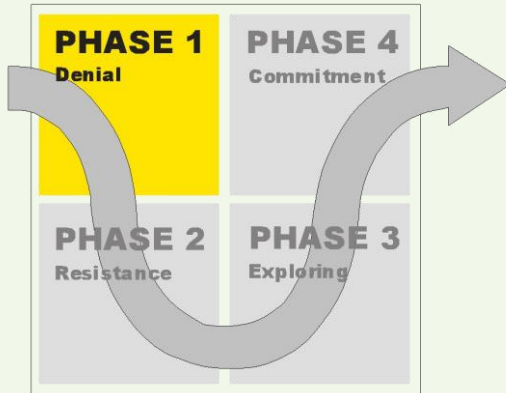 PHASE 1
Denial
PHASE 4
Commitment
PHASE 2
Resistance
PHASE 3
Exploring